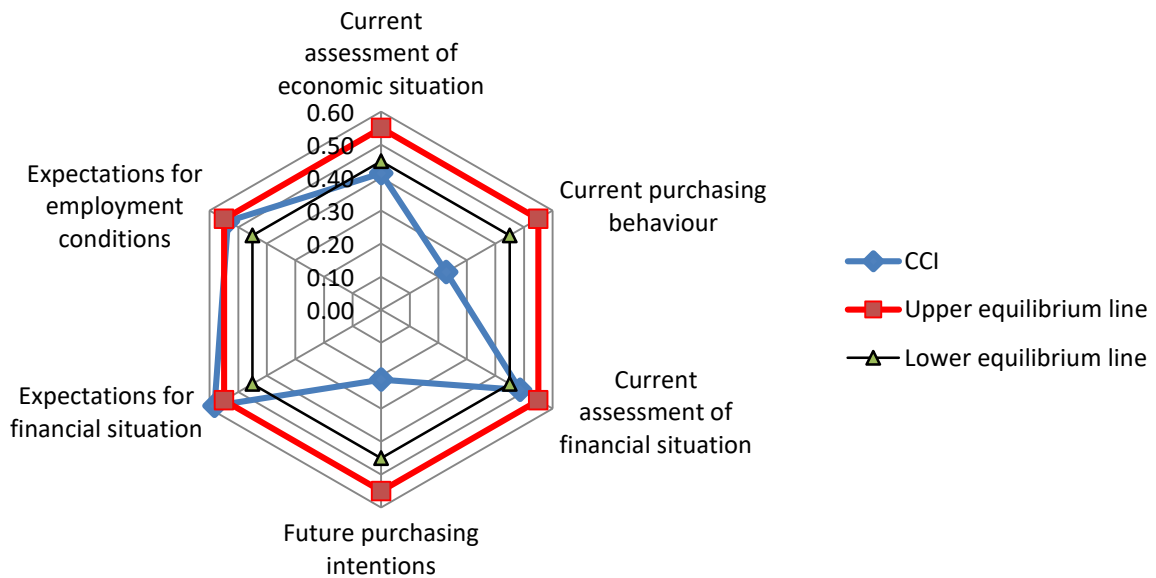 Current
assessment of
economic situation
0.60
0.50
0.40
0.30
0.20
0.10
0.00
Expectations for
employment
conditions
Current purchasing
behaviour
CCI
Upper equilibrium line
Lower equilibrium line
Expectations for
financial situation
Current
assessment of
financial situation
Future purchasing
intentions